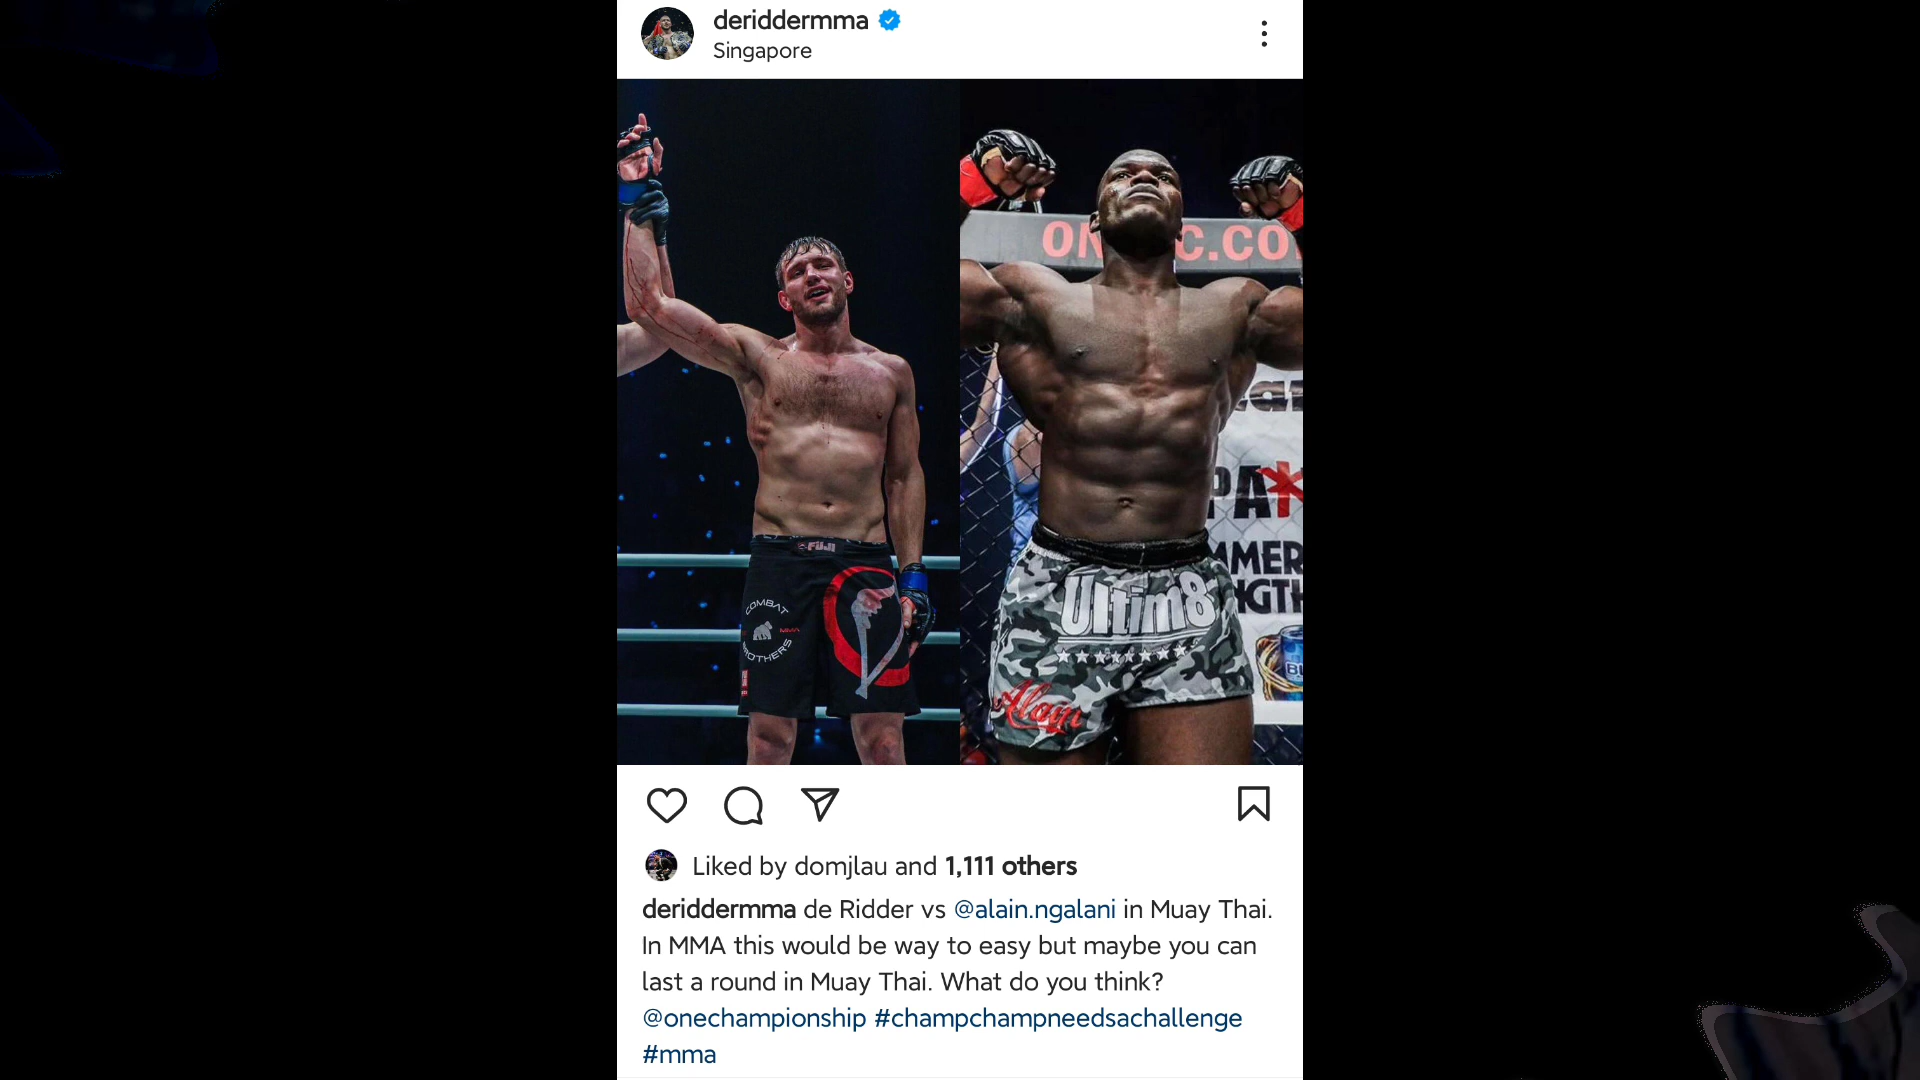 deriddermma
Singapore
FUJI
COMBAT
MMA
BROTHERS
Ultim8
Alain
Liked by domjlau and 1,111 others
deriddermma de Ridder vs @alain.ngalani in Muay Thai.
In MMA this would be way to easy but maybe you can
last a round in Muay Thai. What do you think?
@onechampionship #champchampneedsachallenge
#mma